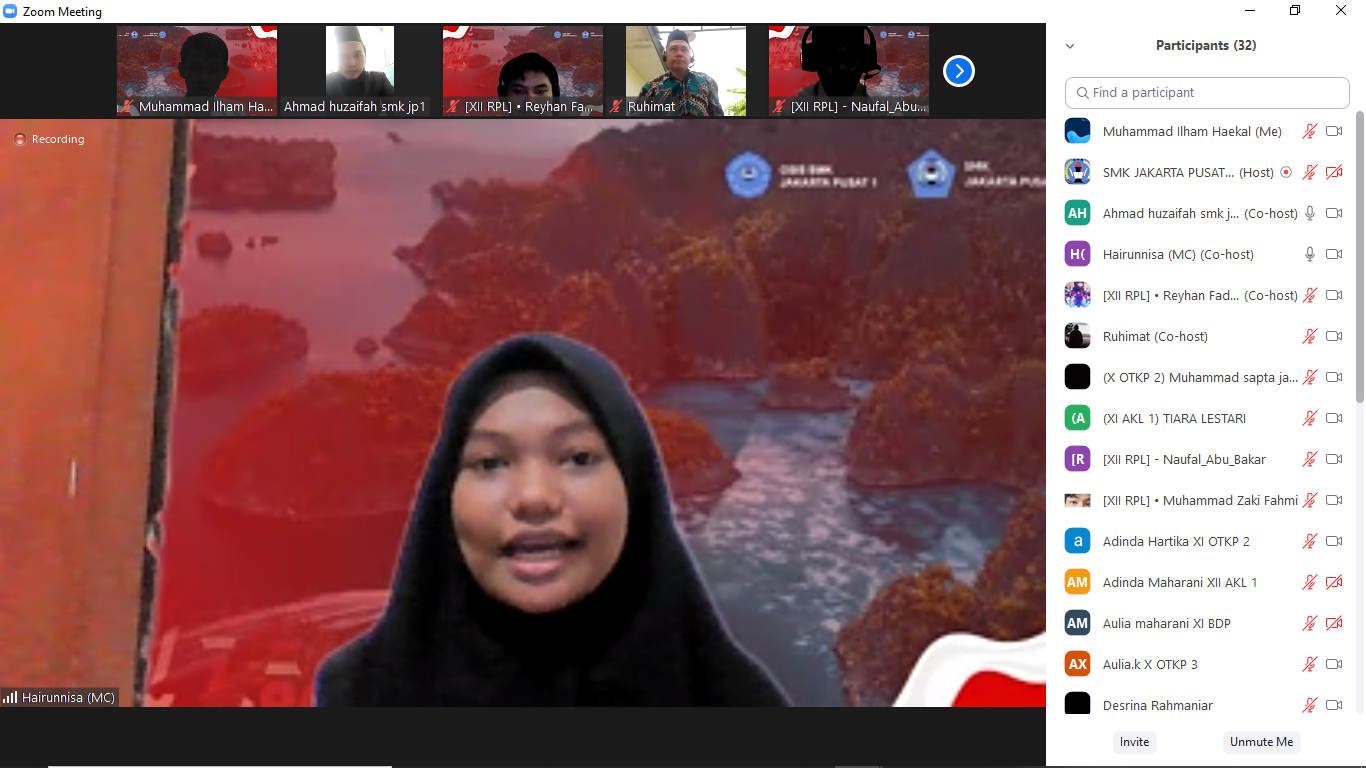 Zoom Meeting
Muhammad Ilham Ha...
Ahmad huzaifah smk jp1
[XII RPL] • Reyhan Fa...
Ruhimat
[XII RPL] - Naufal_Abu...
Recording
OSIS SMK
JAKARTA PUSAT 1
SMK
JAKARTA PUSA
Hairunnisa (MC)
Participants (32)
Find a participant
Muhammad Ilham Haekal (Me)
SMK JAKARTA PUSAT... (Host)
AH
Ahmad huzaifah smk j... (Co-host)
H(
Hairunnisa (MC) (Co-host)
[XII RPL] • Reyhan Fad... (Co-host)
Ruhimat (Co-host)
(X OTKP 2) Muhammad sapta ja...
(A
(XI AKL 1) TIARA LESTARI
[R
[XII RPL] - Naufal_Abu_Bakar
[XII RPL] • Muhammad Zaki Fahmi
a
Adinda Hartika XI OTKP 2
AM
Adinda Maharani XII AKL 1
AM
Aulia maharani XI BDP
AX
Aulia.k X OTKP 3
Desrina Rahmaniar
Invite
Unmute Me